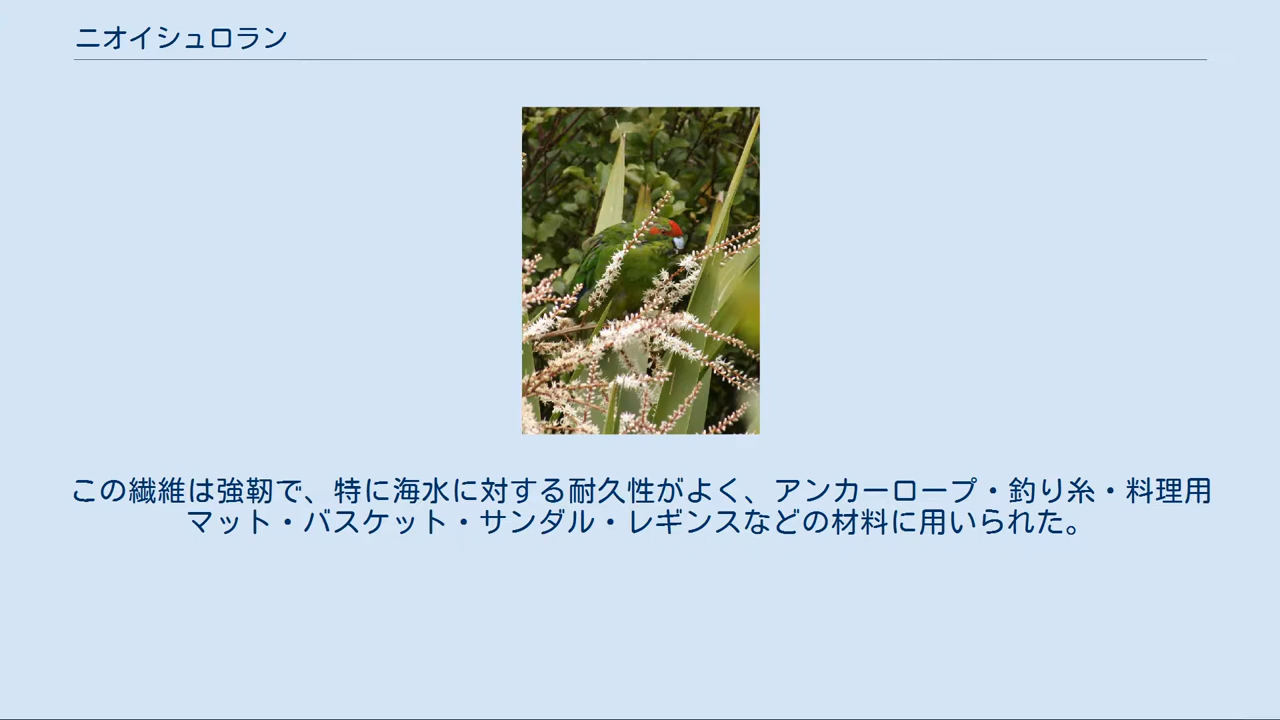 ニオイシュロラン
この繊維は強靭で、特に海水に対する耐久性がよく、アンカーロープ・釣り糸・料理用
マット・バスケット・サンダル・レギンスなどの材料に用いられた。